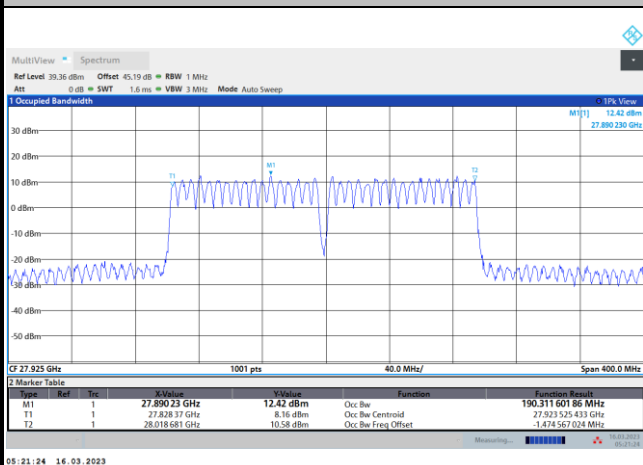 MultiView Spectrum
Ref Level 39.36 dBm Offset 45.19 dB RBW 1 MHz
Att 0 dB SWT 1.6 ms VBW 3 MHz Mode Auto Sweep
1 Occupied Bandwidth 1Pk View
M1[1] 12.42 dBm
27.890 230 GHz
30 dBm
20 dBm
M1
T1
T2
10 dBm
0 dBm
-10 dBm
-30 dBm
-40 dBm
-50 dBm
CF 27.925 GHz 1001 pts 40.0 MHz/ Span 400.0 MHz
2 Marker Table
Type Ref Trc X-Value Y-Value Function Function Result
M1 1 27.890 23 GHz 12.42 dBm Occ Bw 190.311 601 86 MHz
T1 1 27.828 37 GHz 8.16 dBm Occ Bw Centroid 27.923 525 433 GHz
T2 1 28.018 681 GHz 10.58 dBm Occ Bw Freq Offset -1.474 567 024 MHz
Measuring... 16.03.2023
05:21:24
05:21:24 16.03.2023